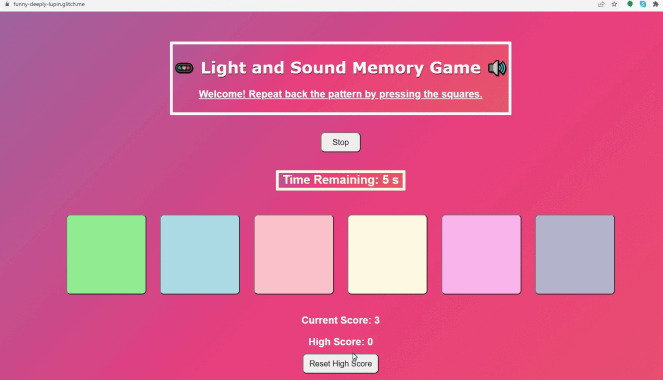 funny-deeply-lupin.glitch.me
Light and Sound Memory Game
Welcome! Repeat back the pattern by pressing the squares.
Stop
Time Remaining: 5 s
Current Score: 3
High Score: 0
Reset High Score